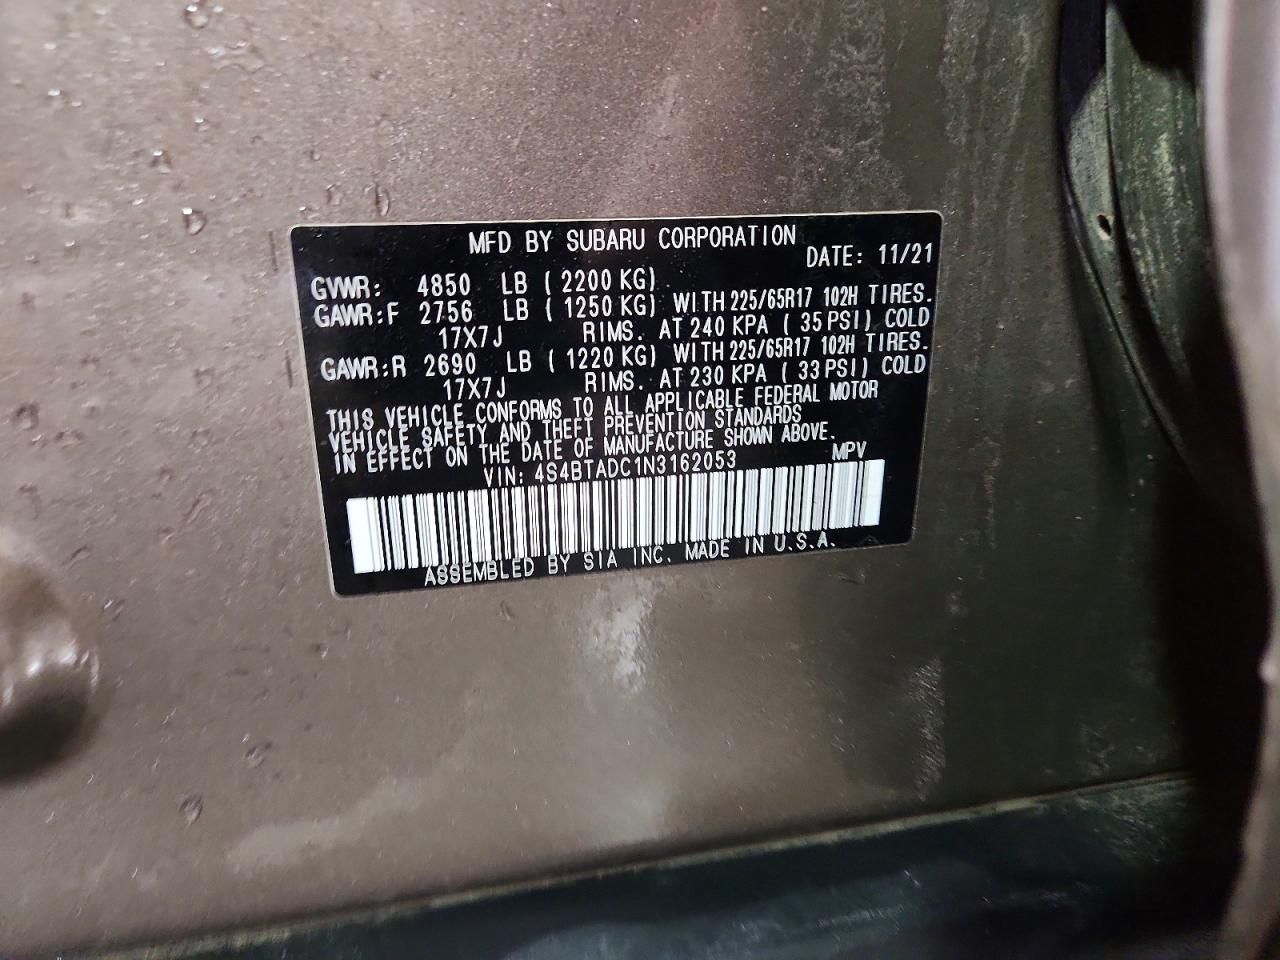 MFD BY SUBARU CORPORATION
DATE: 11/21
GVWR: 4850 LB ( 2200 KG)
GAWR:F 2756 LB ( 1250 KG) WITH 225/65R17 102H TIRES.
17X7J RIMS. AT 240 KPA ( 35 PSI) COLD
GAWR:R 2690 LB ( 1220 KG) WITH 225/65R17 102H TIRES.
17X7J RIMS. AT 230 KPA ( 33 PSI) COLD
THIS VEHICLE CONFORMS TO ALL APPLICABLE FEDERAL MOTOR
VEHICLE SAFETY AND THEFT PREVENTION STANDARDS
IN EFFECT ON THE DATE OF MANUFACTURE SHOWN ABOVE.
VIN: 4S4BTADC1N3162053 MPV
ASSEMBLED BY SIA INC. MADE IN U.S.A.